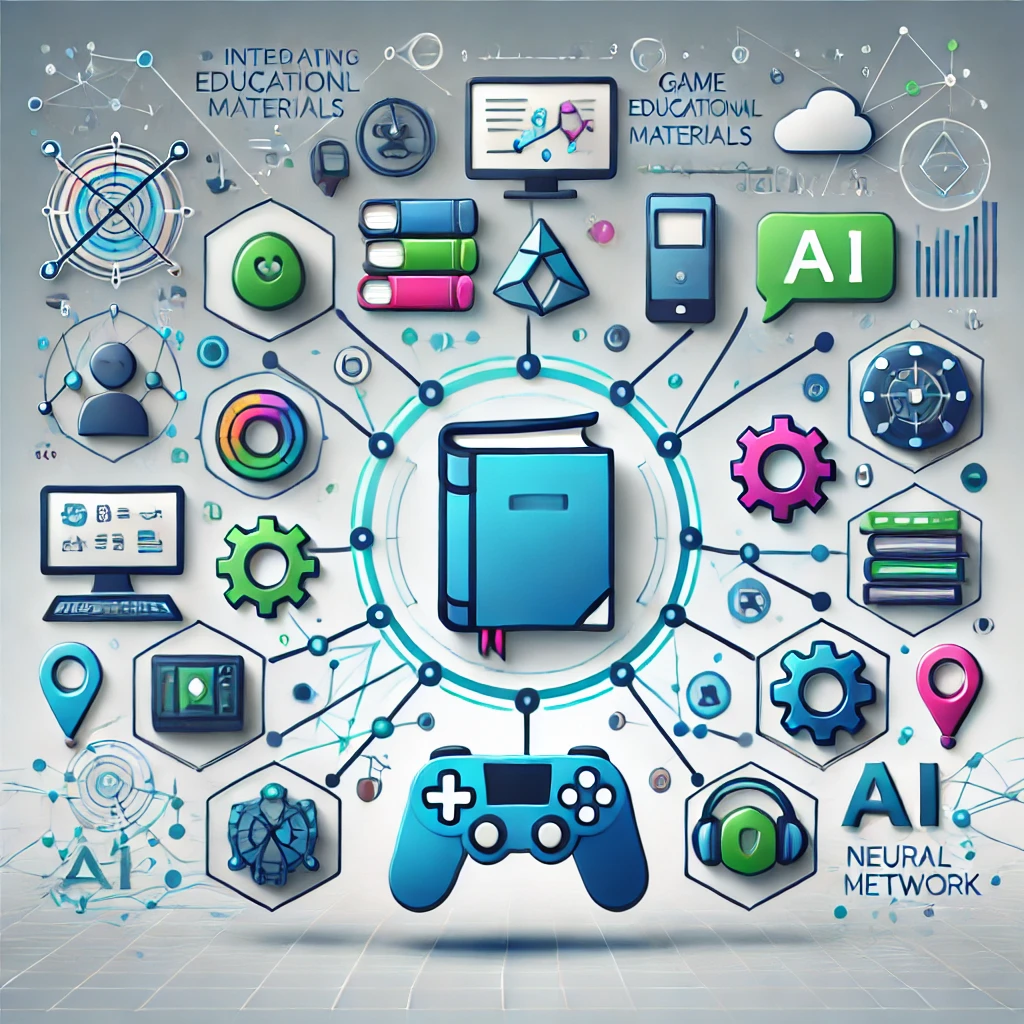 INTEDATING
EDUCATIONL
MATERIALS
GAME
EDUCATIONAL
MATERIALS
AI
AI
AI
NEURAL
METWORK